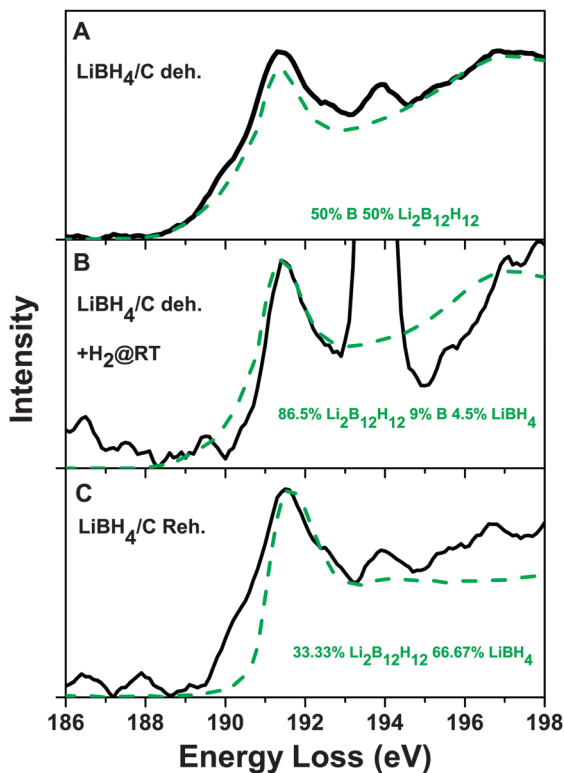 A
LiBH4/C deh.
50% B 50% Li2B12H12
B
LiBH4/C deh.
+H2@RT
86.5% Li2B12H12 9% B 4.5% LiBH4
C
LiBH4/C Reh.
33.33% Li2B12H12 66.67% LiBH4
Intensity
186 188 190 192 194 196 198
Energy Loss (eV)